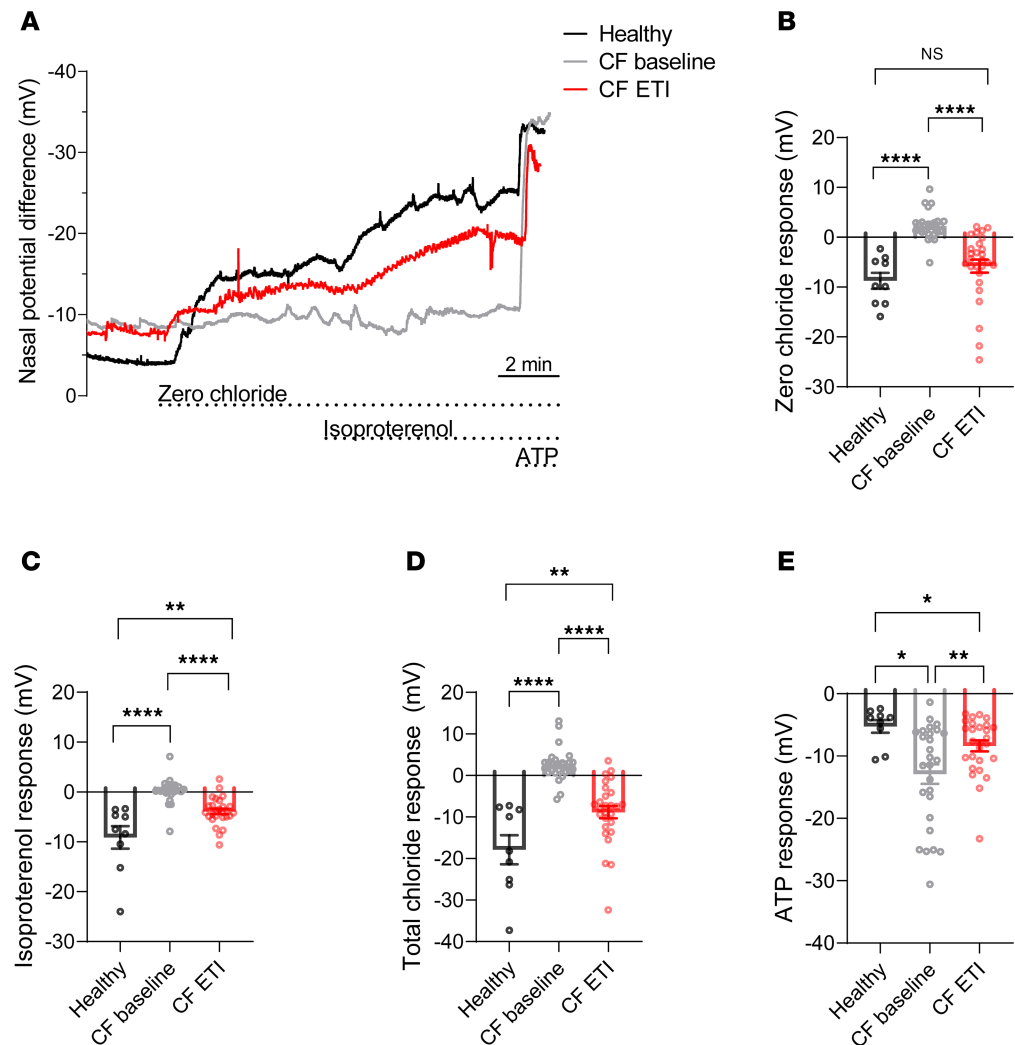 A
Healthy
CF baseline
CF ETI
Nasal potential difference (mV)
-40
-30
-20
-10
0
2 min
Zero chloride
Isoproterenol
ATP
B
NS
****
****
Zero chloride response (mV)
20
10
0
-10
-20
-30
Healthy
CF baseline
CF ETI
C
**
****
****
Isoproterenol response (mV)
20
10
0
-10
-20
-30
Healthy
CF baseline
CF ETI
D
**
****
****
Total chloride response (mV)
20
0
-20
-40
10
-10
-30
Healthy
CF baseline
CF ETI
E
*
*
**
ATP response (mV)
0
-10
-20
-30
-40
Healthy
CF baseline
CF ETI